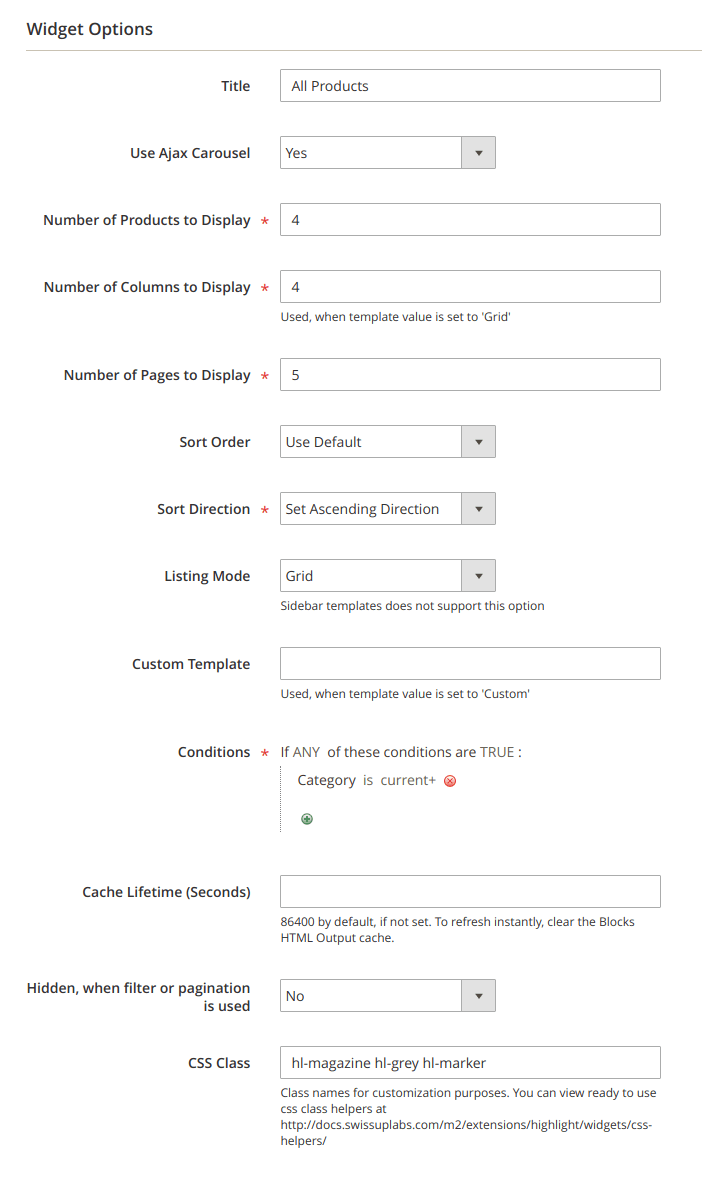 Widget Options
Title All Products
Use Ajax Carousel Yes
Number of Products to Display * 4
Number of Columns to Display * 4
Used, when template value is set to 'Grid'
Number of Pages to Display * 5
Sort Order Use Default
Sort Direction * Set Ascending Direction
Listing Mode Grid
Sidebar templates does not support this option
Custom Template
Used, when template value is set to 'Custom'
Conditions * If ANY of these conditions are TRUE :
Category is current+
Cache Lifetime (Seconds)
86400 by default, if not set. To refresh instantly, clear the Blocks
HTML Output cache.
Hidden, when filter or pagination
is used
No
CSS Class hl-magazine hl-grey hl-marker
Class names for customization purposes. You can view ready to use
css class helpers at
http://docs.swissuplabs.com/m2/extensions/highlight/widgets/css-
helpers/